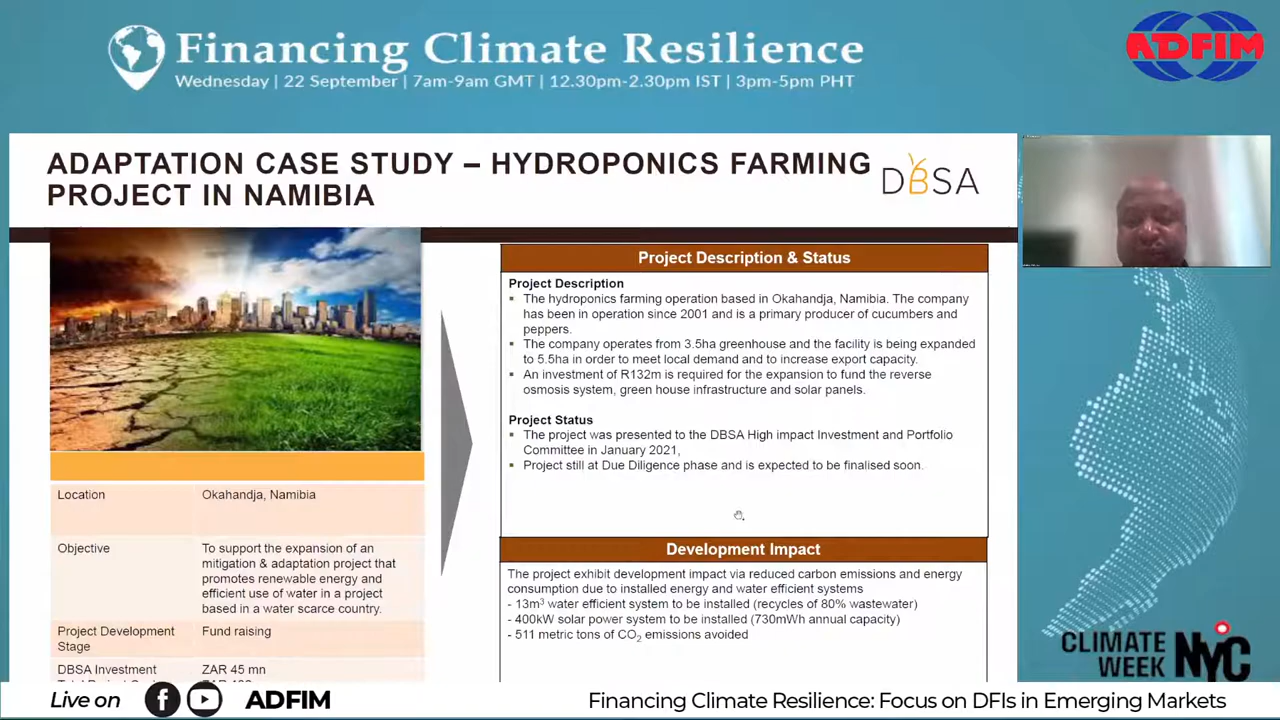 Financing Climate Resilience
Wednesday | 22 September | 7am-9am GMT | 12.30pm-2.30pm IST | 3pm-5pm PHT
ADFIM
ADAPTATION CASE STUDY – HYDROPONICS FARMING
PROJECT IN NAMIBIA
DBSA
Project Description & Status
Project Description
▪ The hydroponics farming operation based in Okahandja, Namibia. The company
has been in operation since 2001 and is a primary producer of cucumbers and
peppers.
▪ The company operates from 3.5ha greenhouse and the facility is being expanded
to 5.5ha in order to meet local demand and to increase export capacity.
▪ An investment of R132m is required for the expansion to fund the reverse
osmosis system, green house infrastructure and solar panels.
Project Status
▪ The project was presented to the DBSA High impact Investment and Portfolio
Committee in January 2021,
▪ Project still at Due Diligence phase and is expected to be finalised soon.
Location Okahandja, Namibia
Objective To support the expansion of an
mitigation & adaptation project that
promotes renewable energy and
efficient use of water in a project
based in a water scarce country.
Project Development Fund raising
Stage
DBSA Investment ZAR 45 mn
Development Impact
The project exhibit development impact via reduced carbon emissions and energy
consumption due to installed energy and water efficient systems
- 13m³ water efficient system to be installed (recycles of 80% wastewater)
- 400kW solar power system to be installed (730mWh annual capacity)
- 511 metric tons of CO₂ emissions avoided
CLIMATE
WEEK NYC
Live on ADFIM
Financing Climate Resilience: Focus on DFIs in Emerging Markets